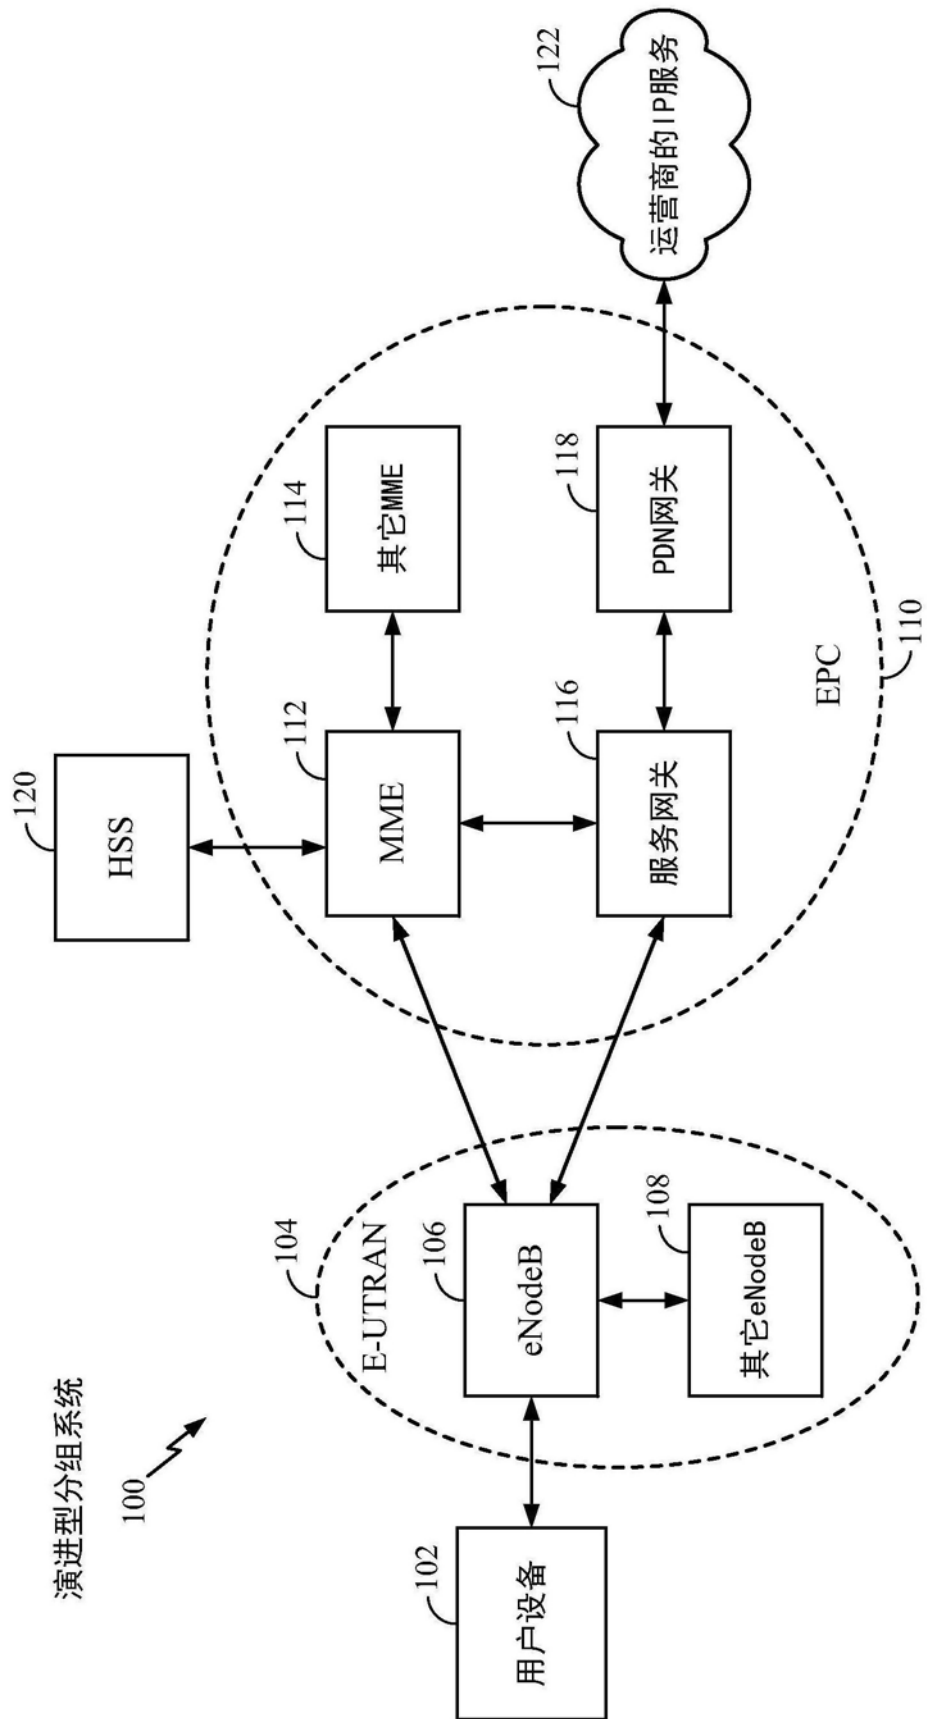 演进型分组系统
100
120
HSS
104
E-UTRAN
112
MME
114
其它MME
102
用户设备
106
eNodeB
108
其它eNodeB
116
服务网关
118
PDN网关
122
运营商的IP服务
EPC
110